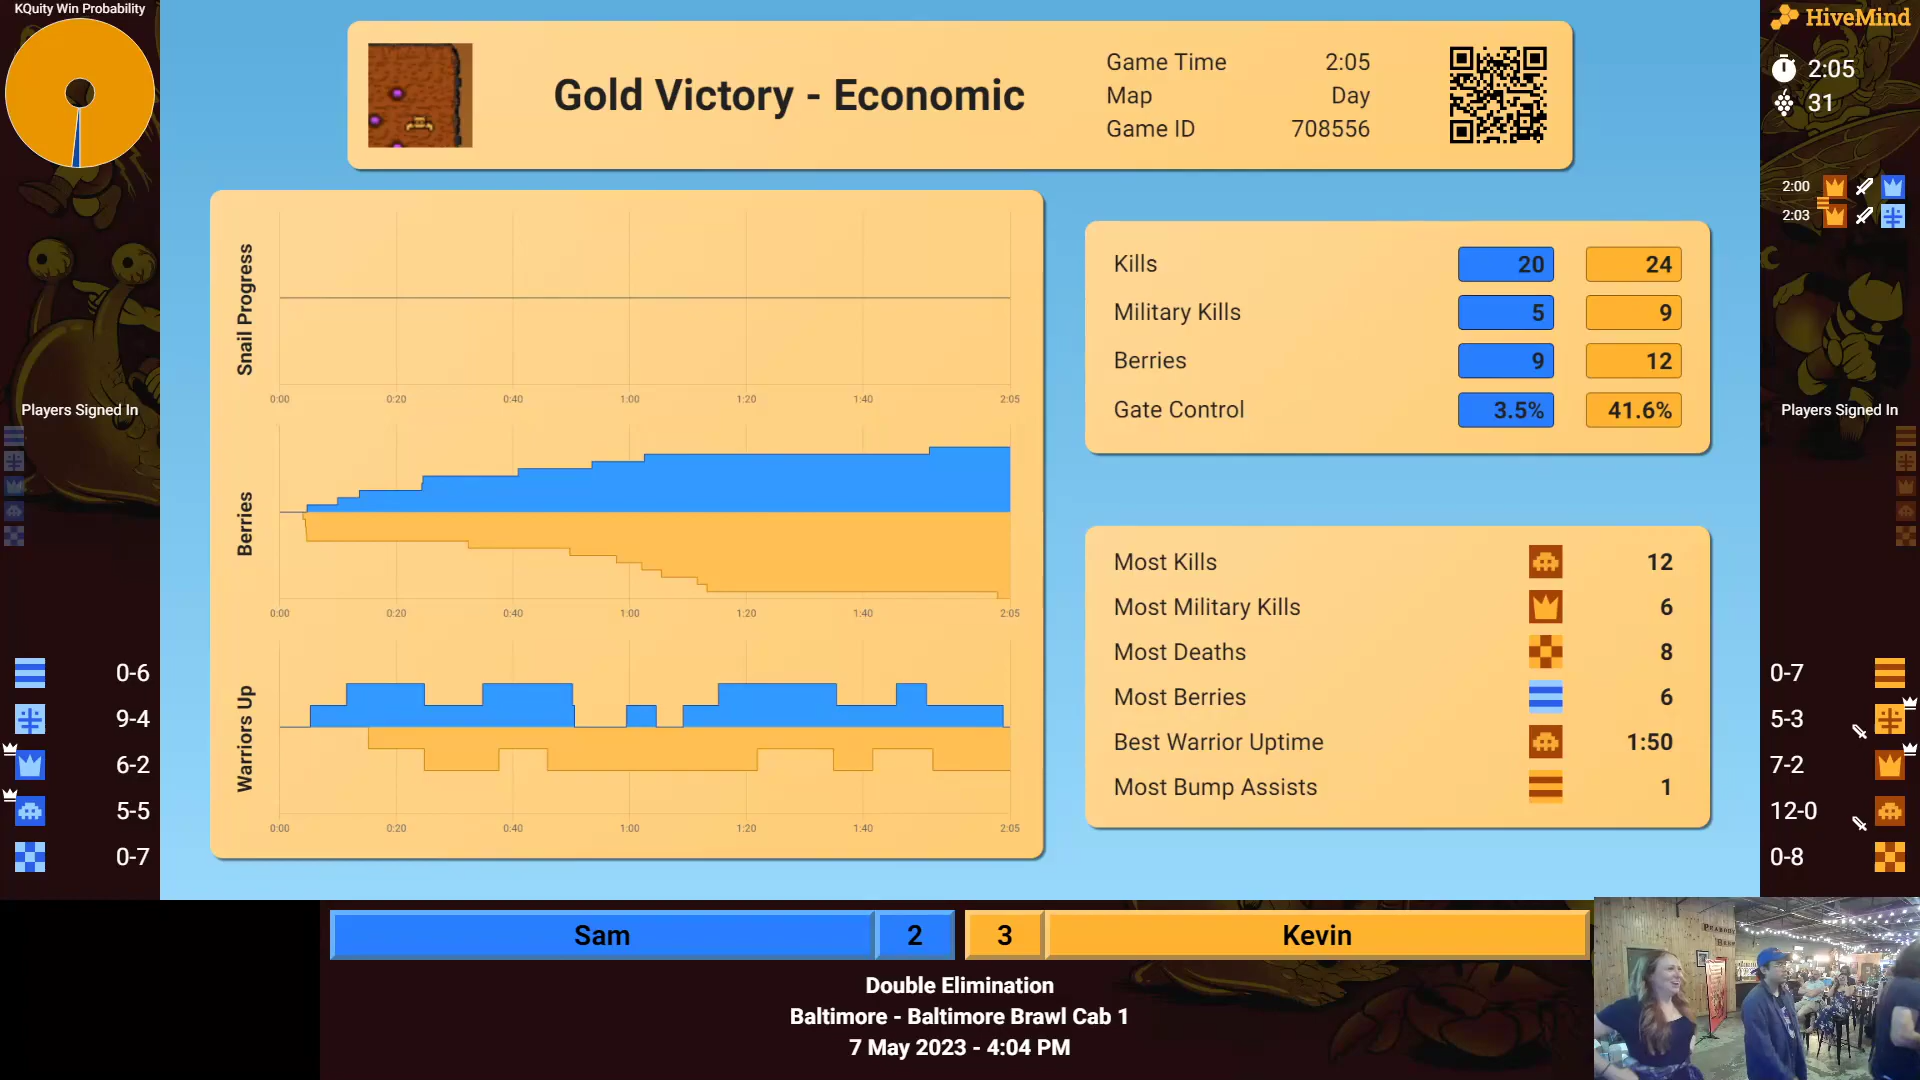 KQuity Win Probability
HiveMind
2:05
31
2:00
2:03
Gold Victory - Economic
Game Time 2:05
Map Day
Game ID 708556
Snail Progress
0:00 0:20 0:40 1:00 1:20 1:40 2:05
Berries
0:00 0:20 0:40 1:00 1:20 1:40 2:05
Warriors Up
0:00 0:20 0:40 1:00 1:20 1:40 2:05
Kills 20 24
Military Kills 5 9
Berries 9 12
Gate Control 3.5% 41.6%
Most Kills 12
Most Military Kills 6
Most Deaths 8
Most Berries 6
Best Warrior Uptime 1:50
Most Bump Assists 1
Players Signed In
0-6
9-4
6-2
5-5
0-7
Players Signed In
0-7
5-3
7-2
12-0
0-8
Sam 2 3 Kevin
Double Elimination
Baltimore - Baltimore Brawl Cab 1
7 May 2023 - 4:04 PM